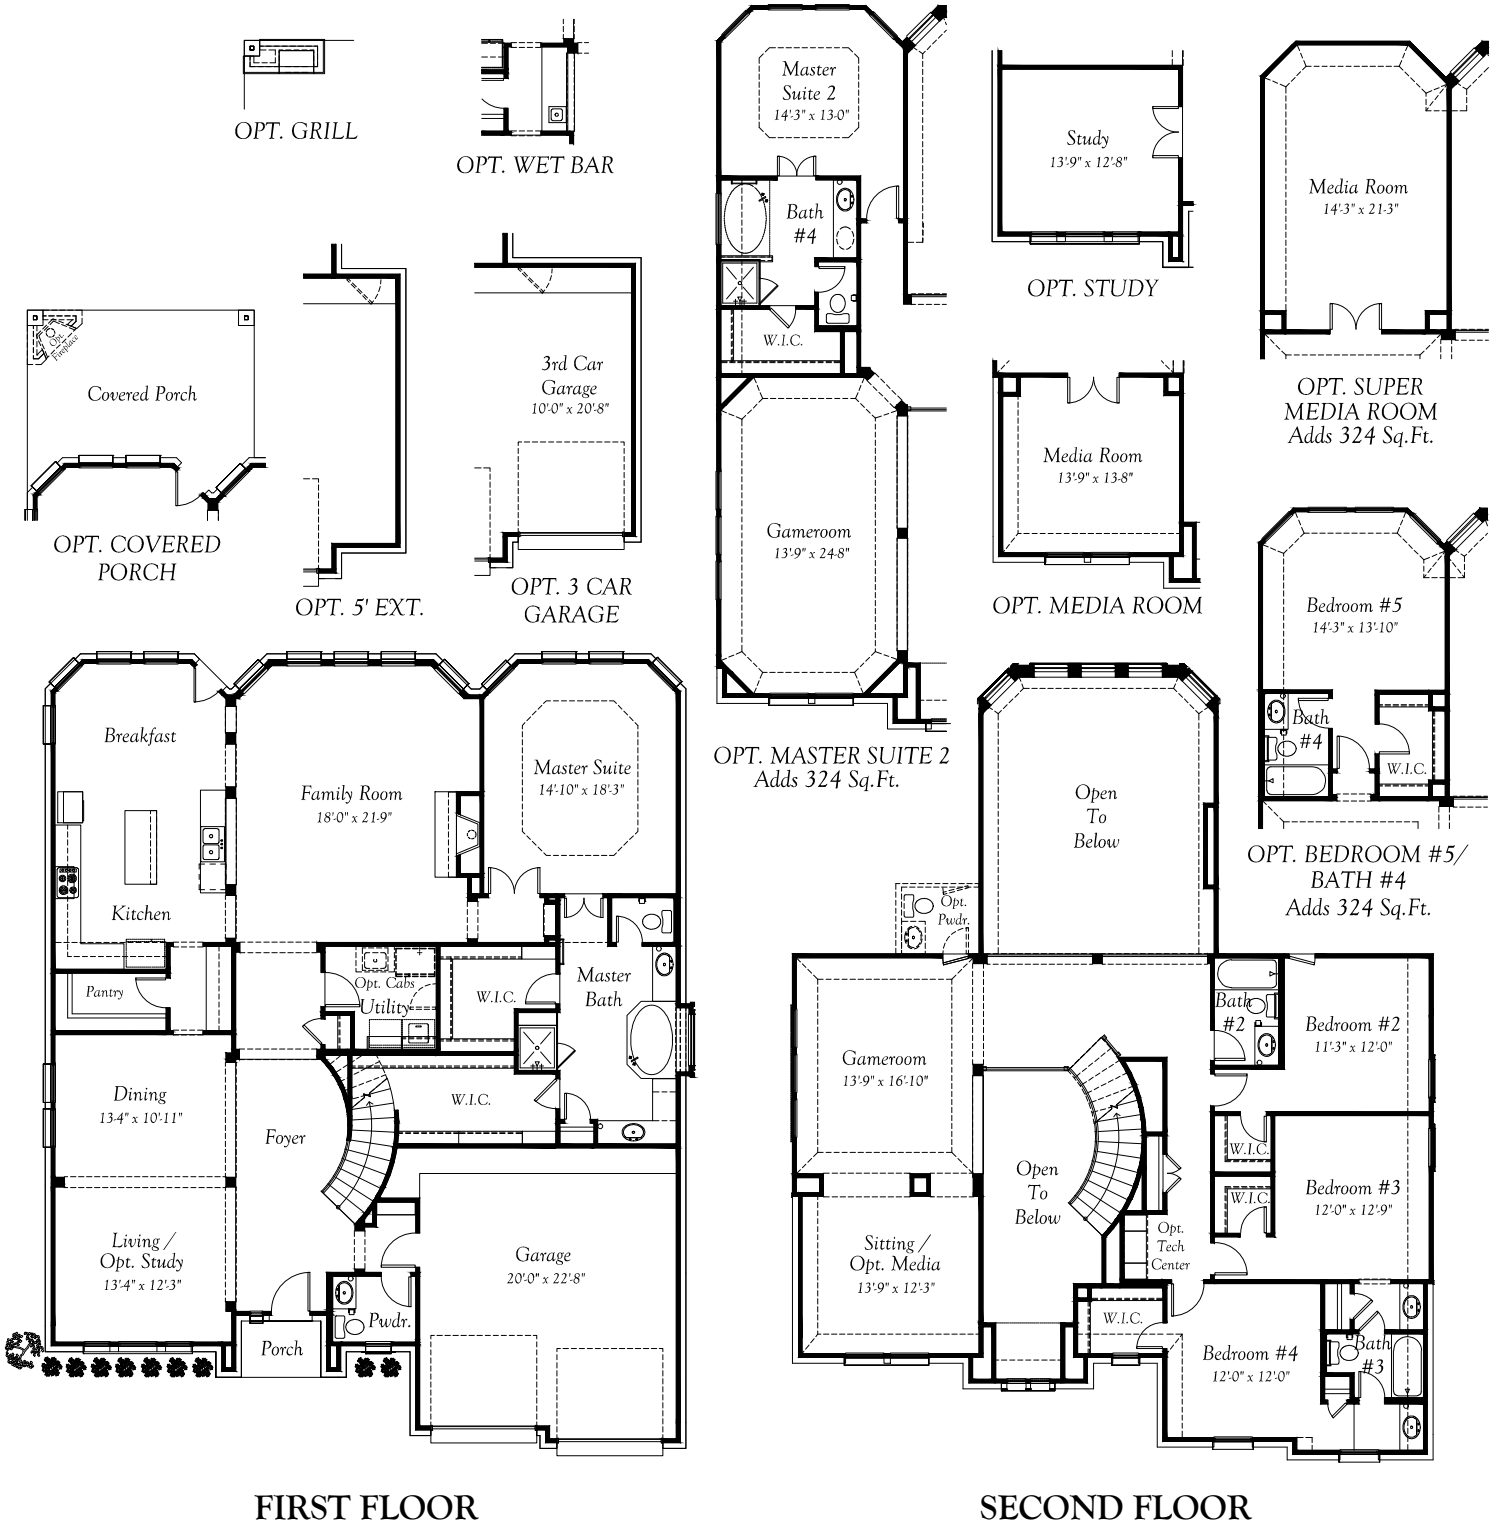 OPT. GRILL
OPT. WET BAR
Opt.
Fireplace
Covered Porch
OPT. COVERED
PORCH
OPT. 5' EXT.
3rd Car
Garage
10'-0" x 20'-8"
OPT. 3 CAR
GARAGE
Master
Suite 2
14'-3" x 13'-0"
Bath
#4
W.I.C.
Gameroom
13'-9" x 24'-8"
OPT. MASTER SUITE 2
Adds 324 Sq.Ft.
Study
13'-9" x 12'-8"
OPT. STUDY
Media Room
13'-9" x 13'-8"
OPT. MEDIA ROOM
Media Room
14'-3" x 21'-3"
OPT. SUPER
MEDIA ROOM
Adds 324 Sq.Ft.
Bedroom #5
14'-3" x 13'-10"
Bath
#4
W.I.C.
OPT. BEDROOM #5/
BATH #4
Adds 324 Sq.Ft.
Breakfast
Kitchen
Family Room
18'-0" x 21'-9"
Master Suite
14'-10" x 18'-3"
Pantry
Opt. Cabs
Utility
W.I.C.
Master
Bath
W.I.C.
Dining
13'-4" x 10'-11"
Foyer
Living /
Opt. Study
13'-4" x 12'-3"
Garage
20'-0" x 22'-8"
Pwdr.
Porch
FIRST FLOOR
Open
To
Below
Opt.
Pwdr.
Gameroom
13'-9" x 16'-10"
Bath
#2
Bedroom #2
11'-3" x 12'-0"
W.I.C.
W.I.C.
Bedroom #3
12'-0" x 12'-9"
Open
To
Below
Opt.
Tech
Center
Sitting /
Opt. Media
13'-9" x 12'-3"
W.I.C.
Bedroom #4
12'-0" x 12'-0"
Bath
#3
SECOND FLOOR